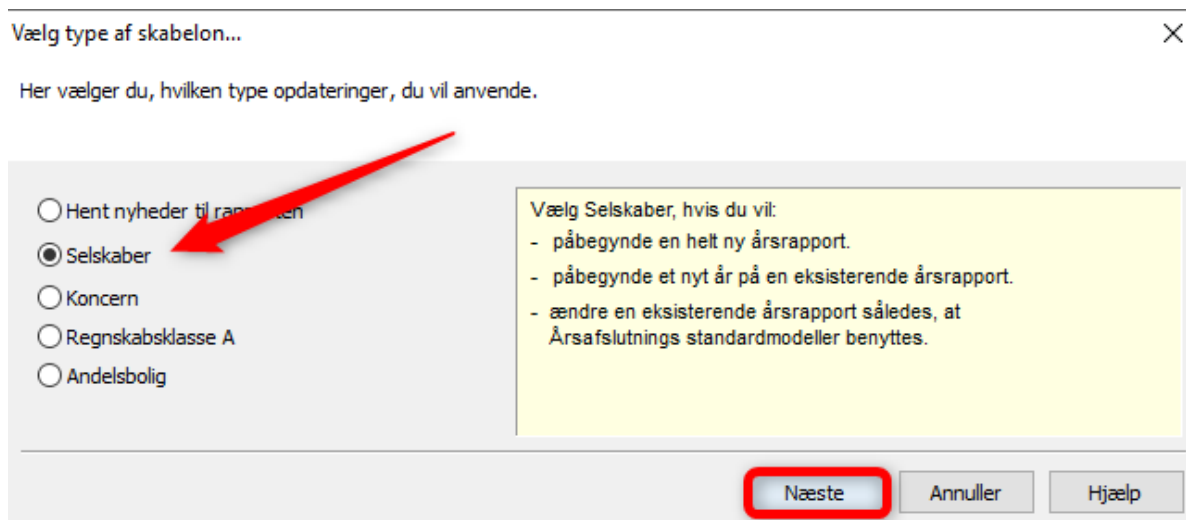 Vælg type af skabelon...
Her vælger du, hvilken type opdateringer, du vil anvende.
Hent nyheder til
Selskaber
Koncern
Regnskabsklasse A
Andelsbolig
Vælg Selskaber, hvis du vil:
- påbegynde en helt ny årsrapport.
- påbegynde et nyt år på en eksisterende årsrapport.
- ændre en eksisterende årsrapport således, at
Årsafslutnings standardmodeller benyttes.
Næste
Annuller
Hjælp